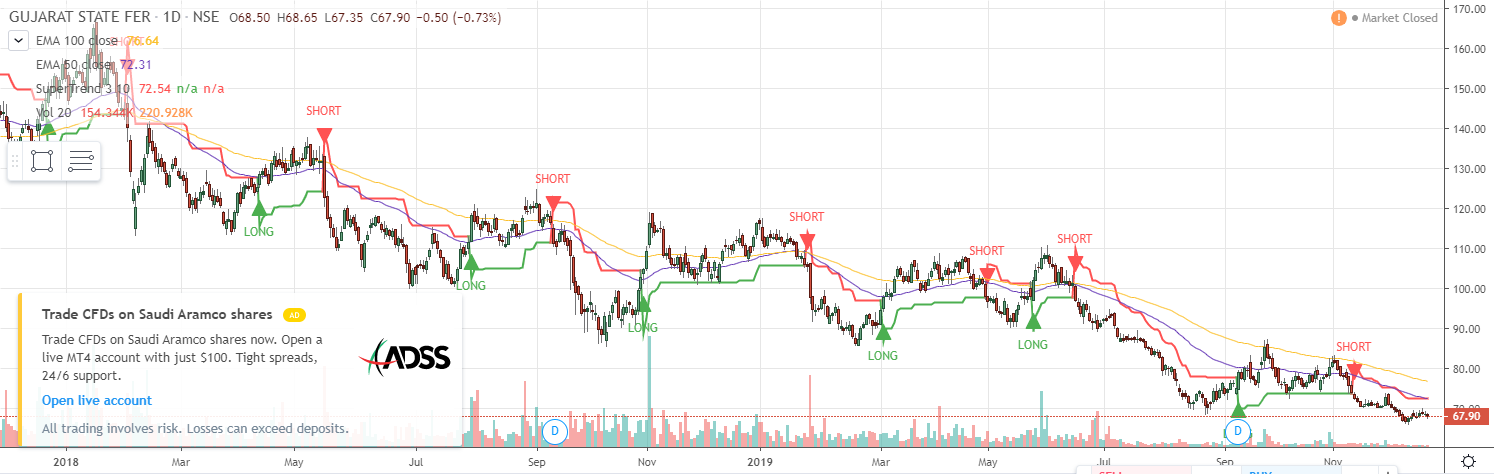 GUJARAT STATE FER · 1D · NSE O68.50 H68.65 L67.35 C67.90 −0.50 (−0.73%)
Market Closed
EMA 100 close 76.64
EMA 50 close 72.31
SuperTrend 3 10 72.54 n/a n/a
Vol 20 154.344K 220.928K
SHORT
SHORT
SHORT
SHORT
SHORT
SHORT
SHORT
LONG
LONG
LONG
LONG
LONG
170.00
160.00
150.00
140.00
130.00
120.00
110.00
100.00
90.00
80.00
70.00
67.90
Trade CFDs on Saudi Aramco shares AD
Trade CFDs on Saudi Aramco shares now. Open a
live MT4 account with just $100. Tight spreads,
24/6 support.
ADSS
Open live account
All trading involves risk. Losses can exceed deposits.
D
D
2018 Mar May Jul Sep Nov 2019 Mar May Jul Sep Nov
SELL BUY